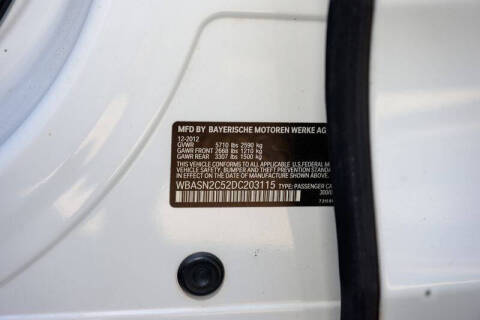 MFD BY BAYERISCHE MOTOREN WERKE AG
12-2012
GVWR 5710 lbs 2590 kg
GAWR FRONT 2668 lbs 1210 kg
GAWR REAR 3307 lbs 1500 kg
THIS VEHICLE CONFORMS TO ALL APPLICABLE U.S. FEDERAL M
VEHICLE SAFETY, BUMPER AND THEFT PREVENTION STANDA
IN EFFECT ON THE DATE OF MANUFACTURE SHOWN ABOVE.
WBASN2C52DC203115 TYPE: PASSENGER CA
300/